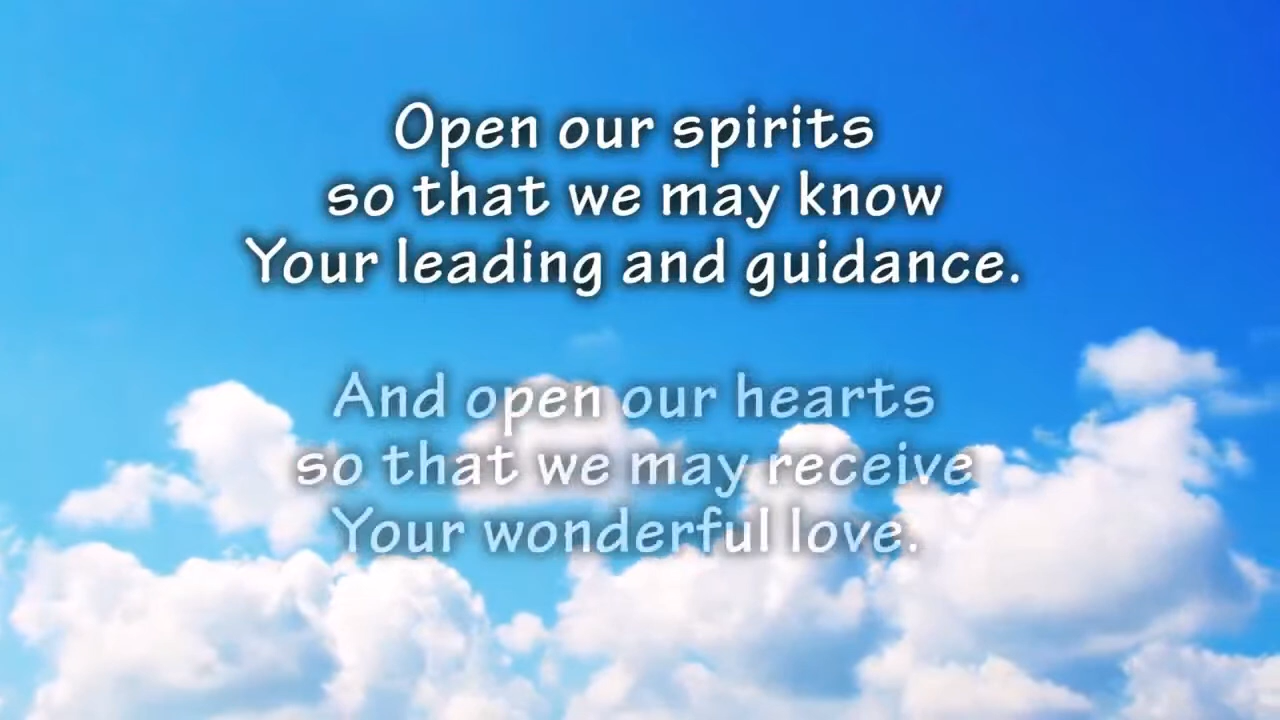 Open our spirits
so that we may know
Your leading and guidance.
And open our hearts
so that we may receive
Your wonderful love.